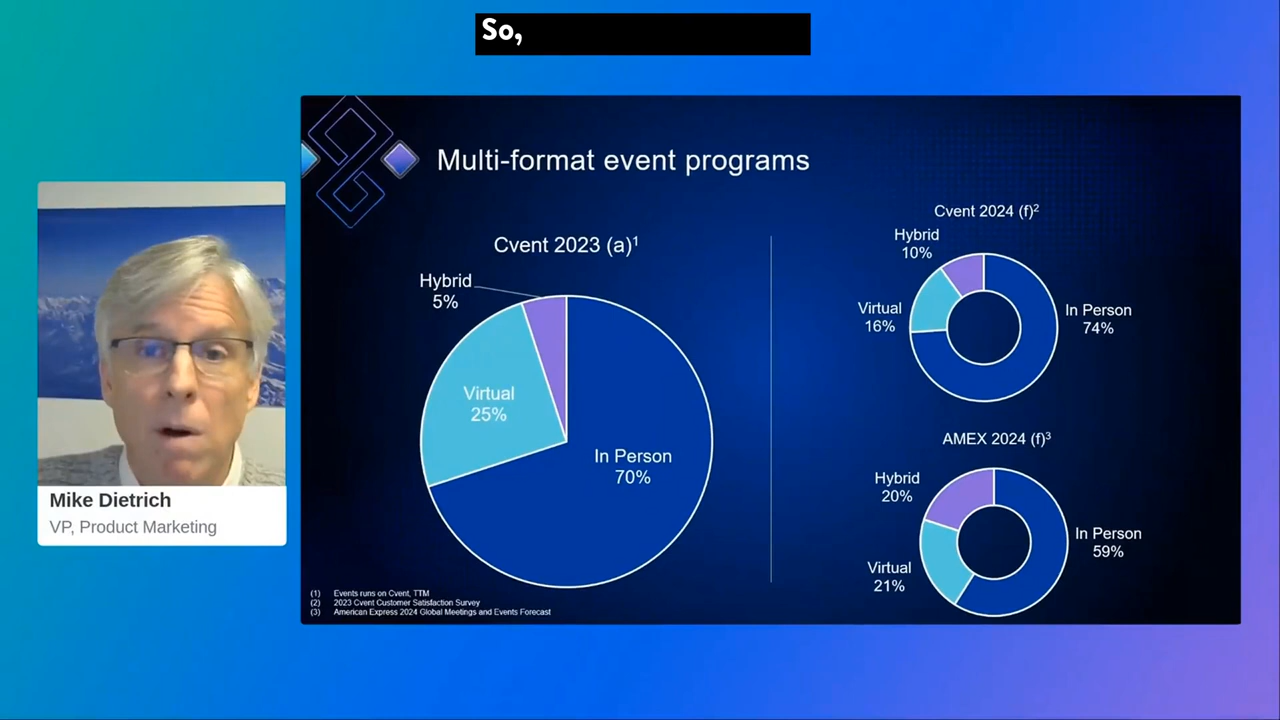 So,
Multi-format event programs
Cvent 2023 (a)¹
Hybrid
5%
Virtual
25%
In Person
70%
Cvent 2024 (f)²
Hybrid
10%
Virtual
16%
In Person
74%
AMEX 2024 (f)³
Hybrid
20%
Virtual
21%
In Person
59%
(1) Events runs on Cvent, TTM
(2) 2023 Cvent Customer Satisfaction Survey
(3) American Express 2024 Global Meetings and Events Forecast
Mike Dietrich
VP, Product Marketing